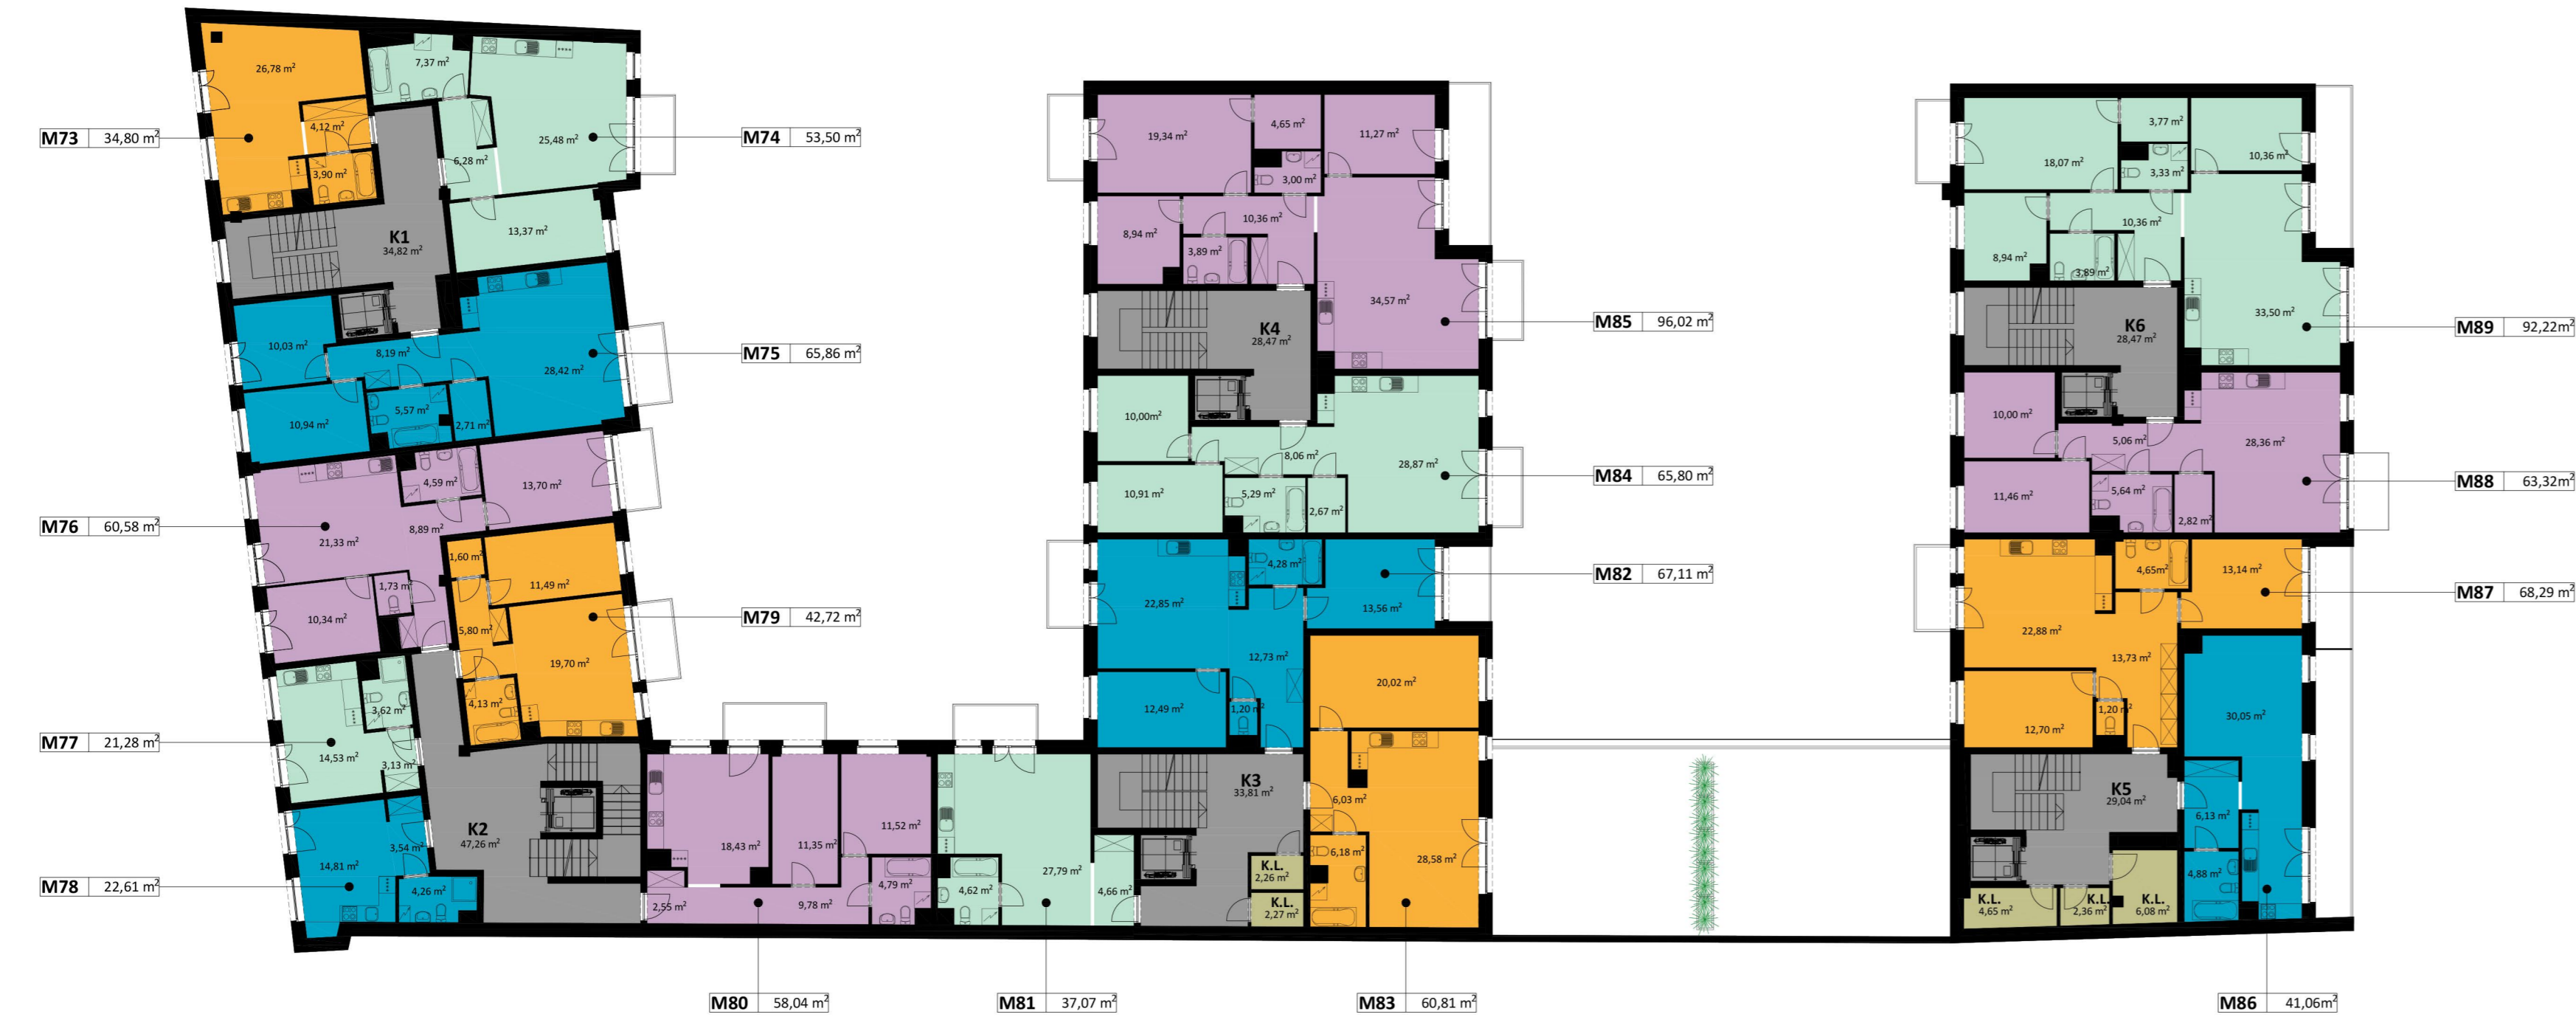 26,78 m²
7,37 m²
4,12 m²
3,90 m²
6,28 m²
25,48 m²
M73 34,80 m²
M74 53,50 m²
K1
34,82 m²
13,37 m²
10,03 m²
8,19 m²
28,42 m²
M75 65,86 m²
10,94 m²
5,57 m²
2,71 m²
4,59 m²
13,70 m²
M76 60,58 m²
8,89 m²
21,33 m²
1,60 m²
11,49 m²
1,73 m²
10,34 m²
5,80 m²
19,70 m²
M79 42,72 m²
3,62 m²
4,13 m²
M77 21,28 m²
14,53 m²
3,13 m²
K2
47,26 m²
14,81 m²
3,54 m²
4,26 m²
M78 22,61 m²
18,43 m²
11,35 m²
11,52 m²
2,55 m²
9,78 m²
4,79 m²
M80 58,04 m²
4,62 m²
27,79 m²
4,66 m²
M81 37,07 m²
19,34 m²
4,65 m²
11,27 m²
3,00 m²
8,94 m²
10,36 m²
3,89 m²
34,57 m²
K4
28,47 m²
M85 96,02 m²
10,00m²
8,06 m²
28,87 m²
10,91 m²
5,29 m²
2,67 m²
M84 65,80 m²
4,28 m²
22,85 m²
13,56 m²
M82 67,11 m²
12,73 m²
12,49 m²
1,20 m²
20,02 m²
K3
33,81 m²
6,03 m²
6,18 m²
28,58 m²
K.L.
2,26 m²
K.L.
2,27 m²
M83 60,81 m²
18,07 m²
3,77 m²
10,36 m²
3,33 m²
8,94 m²
10,36 m²
3,89 m²
33,50 m²
K6
28,47 m²
M89 92,22m²
10,00 m²
5,06 m²
28,36 m²
11,46 m²
5,64 m²
2,82 m²
M88 63,32m²
4,65m²
13,14 m²
M87 68,29 m²
22,88 m²
13,73 m²
12,70 m²
1,20 m²
30,05 m²
K5
29,04 m²
6,13 m²
4,88 m²
K.L.
4,65 m²
K.L.
2,36 m²
K.L.
6,08 m²
M86 41,06m²